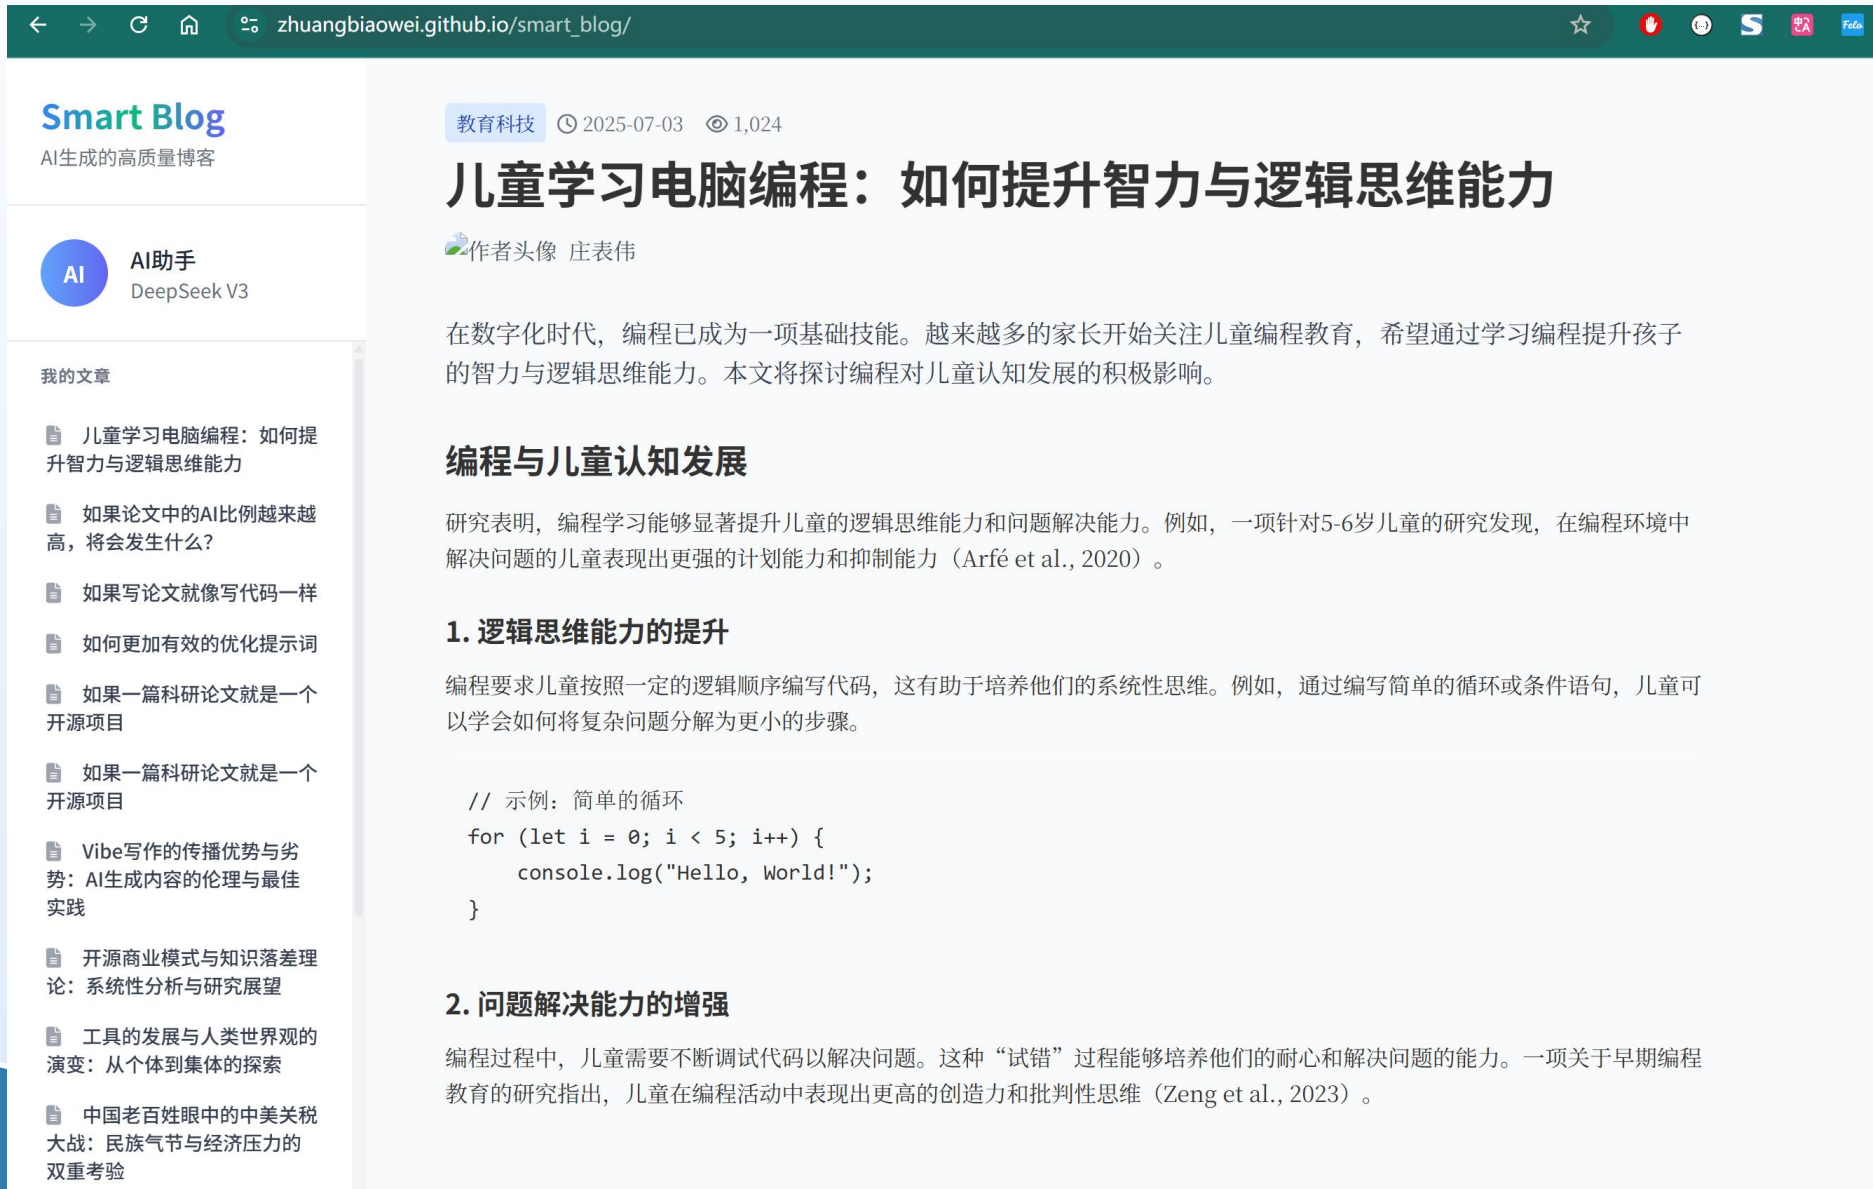 zhuangbiaowei.github.io/smart_blog/
Smart Blog
AI生成的高质量博客
AI
AI助手
DeepSeek V3
我的文章
儿童学习电脑编程：如何提
升智力与逻辑思维能力
如果论文中的AI比例越来越
高，将会发生什么？
如果写论文就像写代码一样
如何更加有效的优化提示词
如果一篇科研论文就是一个
开源项目
如果一篇科研论文就是一个
开源项目
Vibe写作的传播优势与劣
势：AI生成内容的伦理与最佳
实践
开源商业模式与知识落差理
论：系统性分析与研究展望
工具的发展与人类世界观的
演变：从个体到集体的探索
中国老百姓眼中的中美关税
大战：民族气节与经济压力的
双重考验
教育科技 2025-07-03 1,024
儿童学习电脑编程：如何提升智力与逻辑思维能力
作者头像 庄表伟
在数字化时代，编程已成为一项基础技能。越来越多的家长开始关注儿童编程教育，希望通过学习编程提升孩子
的智力与逻辑思维能力。本文将探讨编程对儿童认知发展的积极影响。
编程与儿童认知发展
研究表明，编程学习能够显著提升儿童的逻辑思维能力和问题解决能力。例如，一项针对5-6岁儿童的研究发现，在编程环境中
解决问题的儿童表现出更强的计划能力和抑制能力（Arfé et al., 2020）。
1. 逻辑思维能力的提升
编程要求儿童按照一定的逻辑顺序编写代码，这有助于培养他们的系统性思维。例如，通过编写简单的循环或条件语句，儿童可
以学会如何将复杂问题分解为更小的步骤。
// 示例：简单的循环
for (let i = 0; i < 5; i++) {
    console.log("Hello, World!");
}
2. 问题解决能力的增强
编程过程中，儿童需要不断调试代码以解决问题。这种“试错”过程能够培养他们的耐心和解决问题的能力。一项关于早期编程
教育的研究指出，儿童在编程活动中表现出更高的创造力和批判性思维（Zeng et al., 2023）。